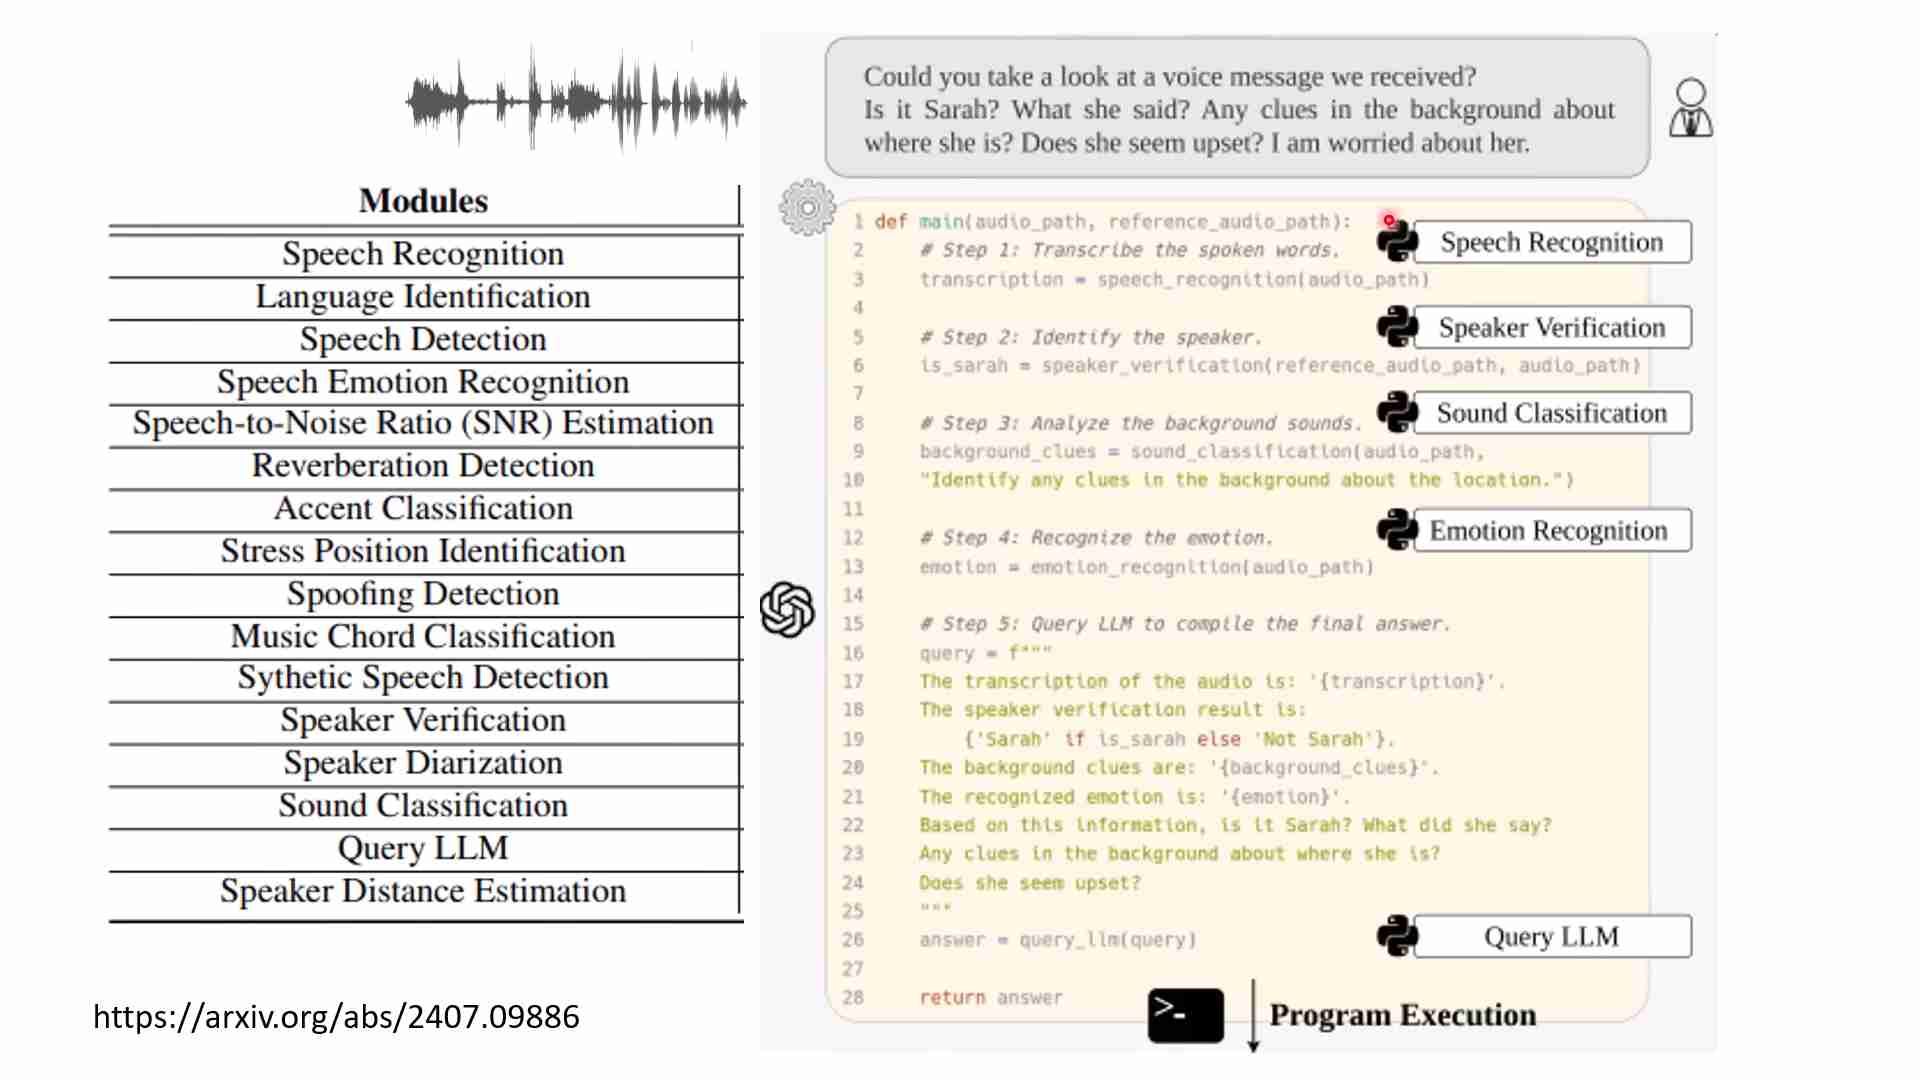 Modules
Speech Recognition
Language Identification
Speech Detection
Speech Emotion Recognition
Speech-to-Noise Ratio (SNR) Estimation
Reverberation Detection
Accent Classification
Stress Position Identification
Spoofing Detection
Music Chord Classification
Sythetic Speech Detection
Speaker Verification
Speaker Diarization
Sound Classification
Query LLM
Speaker Distance Estimation
https://arxiv.org/abs/2407.09886
Could you take a look at a voice message we received?
Is it Sarah? What she said? Any clues in the background about
where she is? Does she seem upset? I am worried about her.
1 def main(audio_path, reference_audio_path):
2 # Step 1: Transcribe the spoken words.
3 transcription = speech_recognition(audio_path)
4
5 # Step 2: Identify the speaker.
6 is_sarah = speaker_verification(reference_audio_path, audio_path)
7
8 # Step 3: Analyze the background sounds.
9 background_clues = sound_classification(audio_path,
10 "Identify any clues in the background about the location.")
11
12 # Step 4: Recognize the emotion.
13 emotion = emotion_recognition(audio_path)
14
15 # Step 5: Query LLM to compile the final answer.
16 query = f"""
17 The transcription of the audio is: '{transcription}'.
18 The speaker verification result is:
19 {'Sarah' if is_sarah else 'Not Sarah'}.
20 The background clues are: '{background_clues}'.
21 The recognized emotion is: '{emotion}'.
22 Based on this information, is it Sarah? What did she say?
23 Any clues in the background about where she is?
24 Does she seem upset?
25 """
26 answer = query_llm(query)
27
28 return answer
Speech Recognition
Speaker Verification
Sound Classification
Emotion Recognition
Query LLM
>-
Program Execution